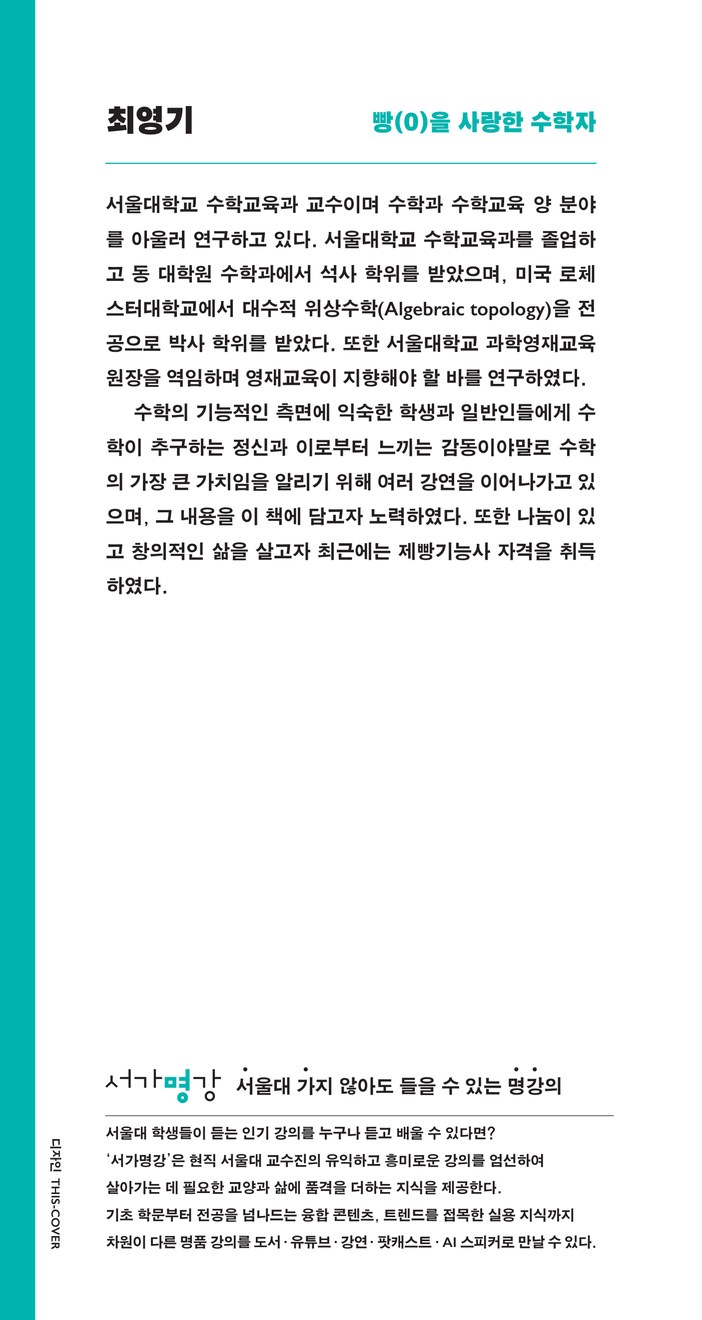 최영기
빵(0)을 사랑한 수학자
서울대학교 수학교육과 교수이며 수학과 수학교육 양 분야
를 아울러 연구하고 있다. 서울대학교 수학교육과를 졸업하
고 동 대학원 수학과에서 석사 학위를 받았으며, 미국 로체
스터대학교에서 대수적 위상수학(Algebraic topology)을 전
공으로 박사 학위를 받았다. 또한 서울대학교 과학영재교육
원장을 역임하며 영재교육이 지향해야 할 바를 연구하였다.
수학의 기능적인 측면에 익숙한 학생과 일반인들에게 수
학이 추구하는 정신과 이로부터 느끼는 감동이야말로 수학
의 가장 큰 가치임을 알리기 위해 여러 강연을 이어나가고 있
으며, 그 내용을 이 책에 담고자 노력하였다. 또한 나눔이 있
고 창의적인 삶을 살고자 최근에는 제빵기능사 자격을 취득
하였다.
서가명강 서울대 가지 않아도 들을 수 있는 명강의
서울대 학생들이 듣는 인기 강의를 누구나 듣고 배울 수 있다면?
‘서가명강’은 현직 서울대 교수진의 유익하고 흥미로운 강의를 엄선하여
살아가는 데 필요한 교양과 삶에 품격을 더하는 지식을 제공한다.
기초 학문부터 전공을 넘나드는 융합 콘텐츠, 트렌드를 접목한 실용 지식까지
차원이 다른 명품 강의를 도서 · 유튜브 · 강연 · 팟캐스트 · AI 스피커로 만날 수 있다.
디자인 THIS-COVER